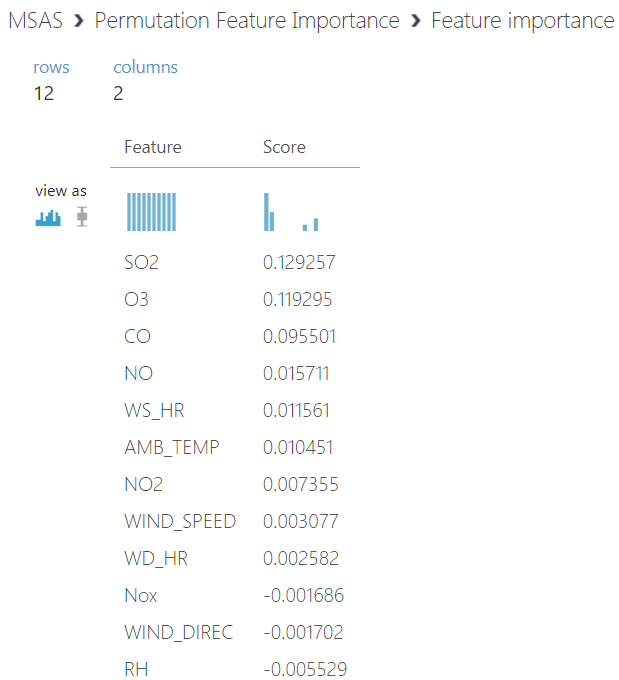 MSAS > Permutation Feature Importance > Feature importance
rows columns
12 2
Feature Score
view as
SO2 0.129257
O3 0.119295
CO 0.095501
NO 0.015711
WS_HR 0.011561
AMB_TEMP 0.010451
NO2 0.007355
WIND_SPEED 0.003077
WD_HR 0.002582
Nox -0.001686
WIND_DIREC -0.001702
RH -0.005529